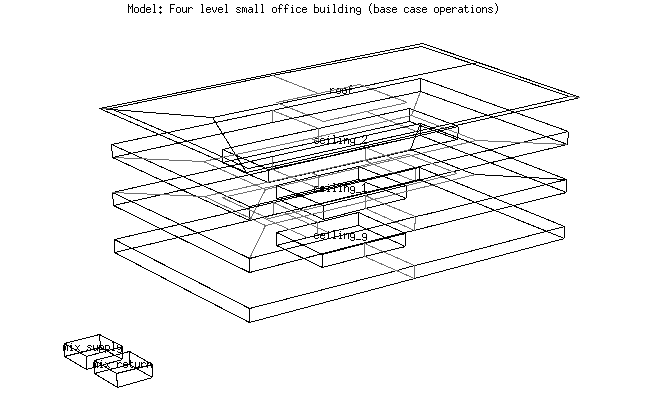 Model: Four level small office building (base case operations)
roof
ceiling_2
ceiling_1
ceiling_g
mix_supply
mix_return